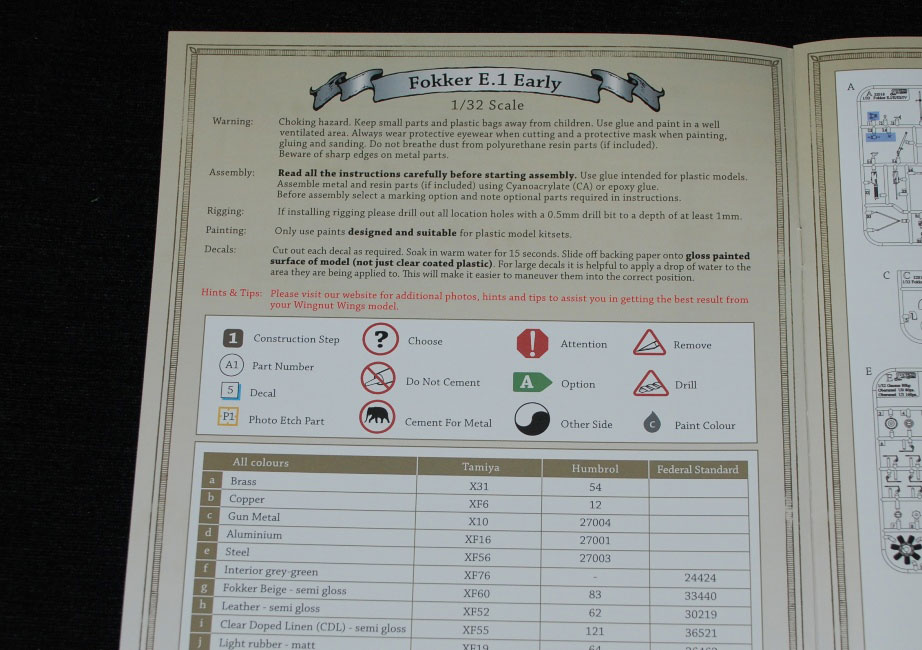 Fokker E.1 Early
1/32 Scale
Warning: Choking hazard. Keep small parts and plastic bags away from children. Use glue and paint in a well
ventilated area. Always wear protective eyewear when cutting and a protective mask when painting,
gluing and sanding. Do not breathe dust from polyurethane resin parts (if included).
Beware of sharp edges on metal parts.
Assembly: Read all the instructions carefully before starting assembly. Use glue intended for plastic models.
Assemble metal and resin parts (if included) using Cyanoacrylate (CA) or epoxy glue.
Before assembly select a marking option and note optional parts required in instructions.
Rigging: If installing rigging please drill out all location holes with a 0.5mm drill bit to a depth of at least 1mm.
Painting: Only use paints designed and suitable for plastic model kitsets.
Decals: Cut out each decal as required. Soak in warm water for 15 seconds. Slide off backing paper onto gloss painted
surface of model (not just clear coated plastic). For large decals it is helpful to apply a drop of water to the
area they are being applied to. This will make it easier to maneuver them into the correct position.
Hints & Tips: Please visit our website for additional photos, hints and tips to assist you in getting the best result from
your Wingnut Wings model.
1 Construction Step ? Choose ! Attention Remove
A1 Part Number Do Not Cement A Option Drill
5 Decal
P1 Photo Etch Part Cement For Metal Other Side C Paint Colour
All colours Tamiya Humbrol Federal Standard
a Brass X31 54
b Copper XF6 12
c Gun Metal X10 27004
d Aluminium XF16 27001
e Steel XF56 27003
f Interior grey-green XF76 - 24424
g Fokker Beige - semi gloss XF60 83 33440
h Leather - semi gloss XF52 62 30219
i Clear Doped Linen (CDL) - semi gloss XF55 121 36521
j Light rubber - matt XF19 64
A
A
C
C
E
E